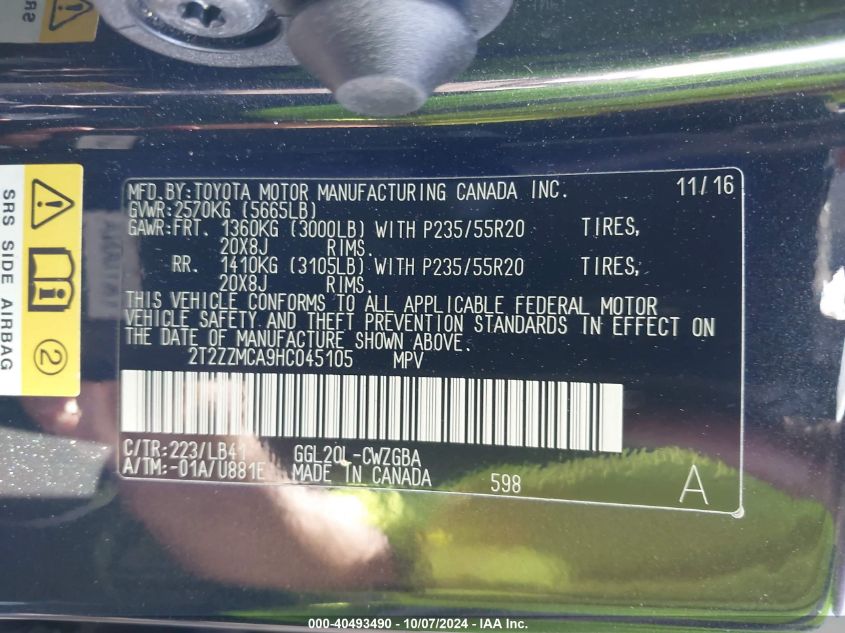 SRS
SRS SIDE AIRBAG
2
MFD.BY:TOYOTA MOTOR MANUFACTURING CANADA INC. 11/16
GVWR:2570KG (5665LB)
GAWR:FRT. 1360KG (3000LB) WITH P235/55R20 TIRES,
20X8J RIMS.
RR. 1410KG (3105LB) WITH P235/55R20 TIRES,
20X8J RIMS.
THIS VEHICLE CONFORMS TO ALL APPLICABLE FEDERAL MOTOR
VEHICLE SAFETY AND THEFT PREVENTION STANDARDS IN EFFECT ON
THE DATE OF MANUFACTURE SHOWN ABOVE.
2T2ZZMCA9HC045105 MPV
C/TR:223/LB41 GGL20L-CWZGBA
A/TM:-01A/U881E MADE IN CANADA 598 A
000-40493490 - 10/07/2024 - IAA Inc.